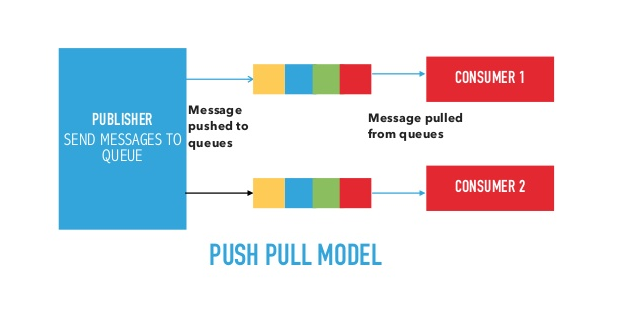 PUBLISHER
SEND MESSAGES TO
QUEUE
Message
pushed to
queues
CONSUMER 1
Message pulled
from queues
CONSUMER 2
PUSH PULL MODEL